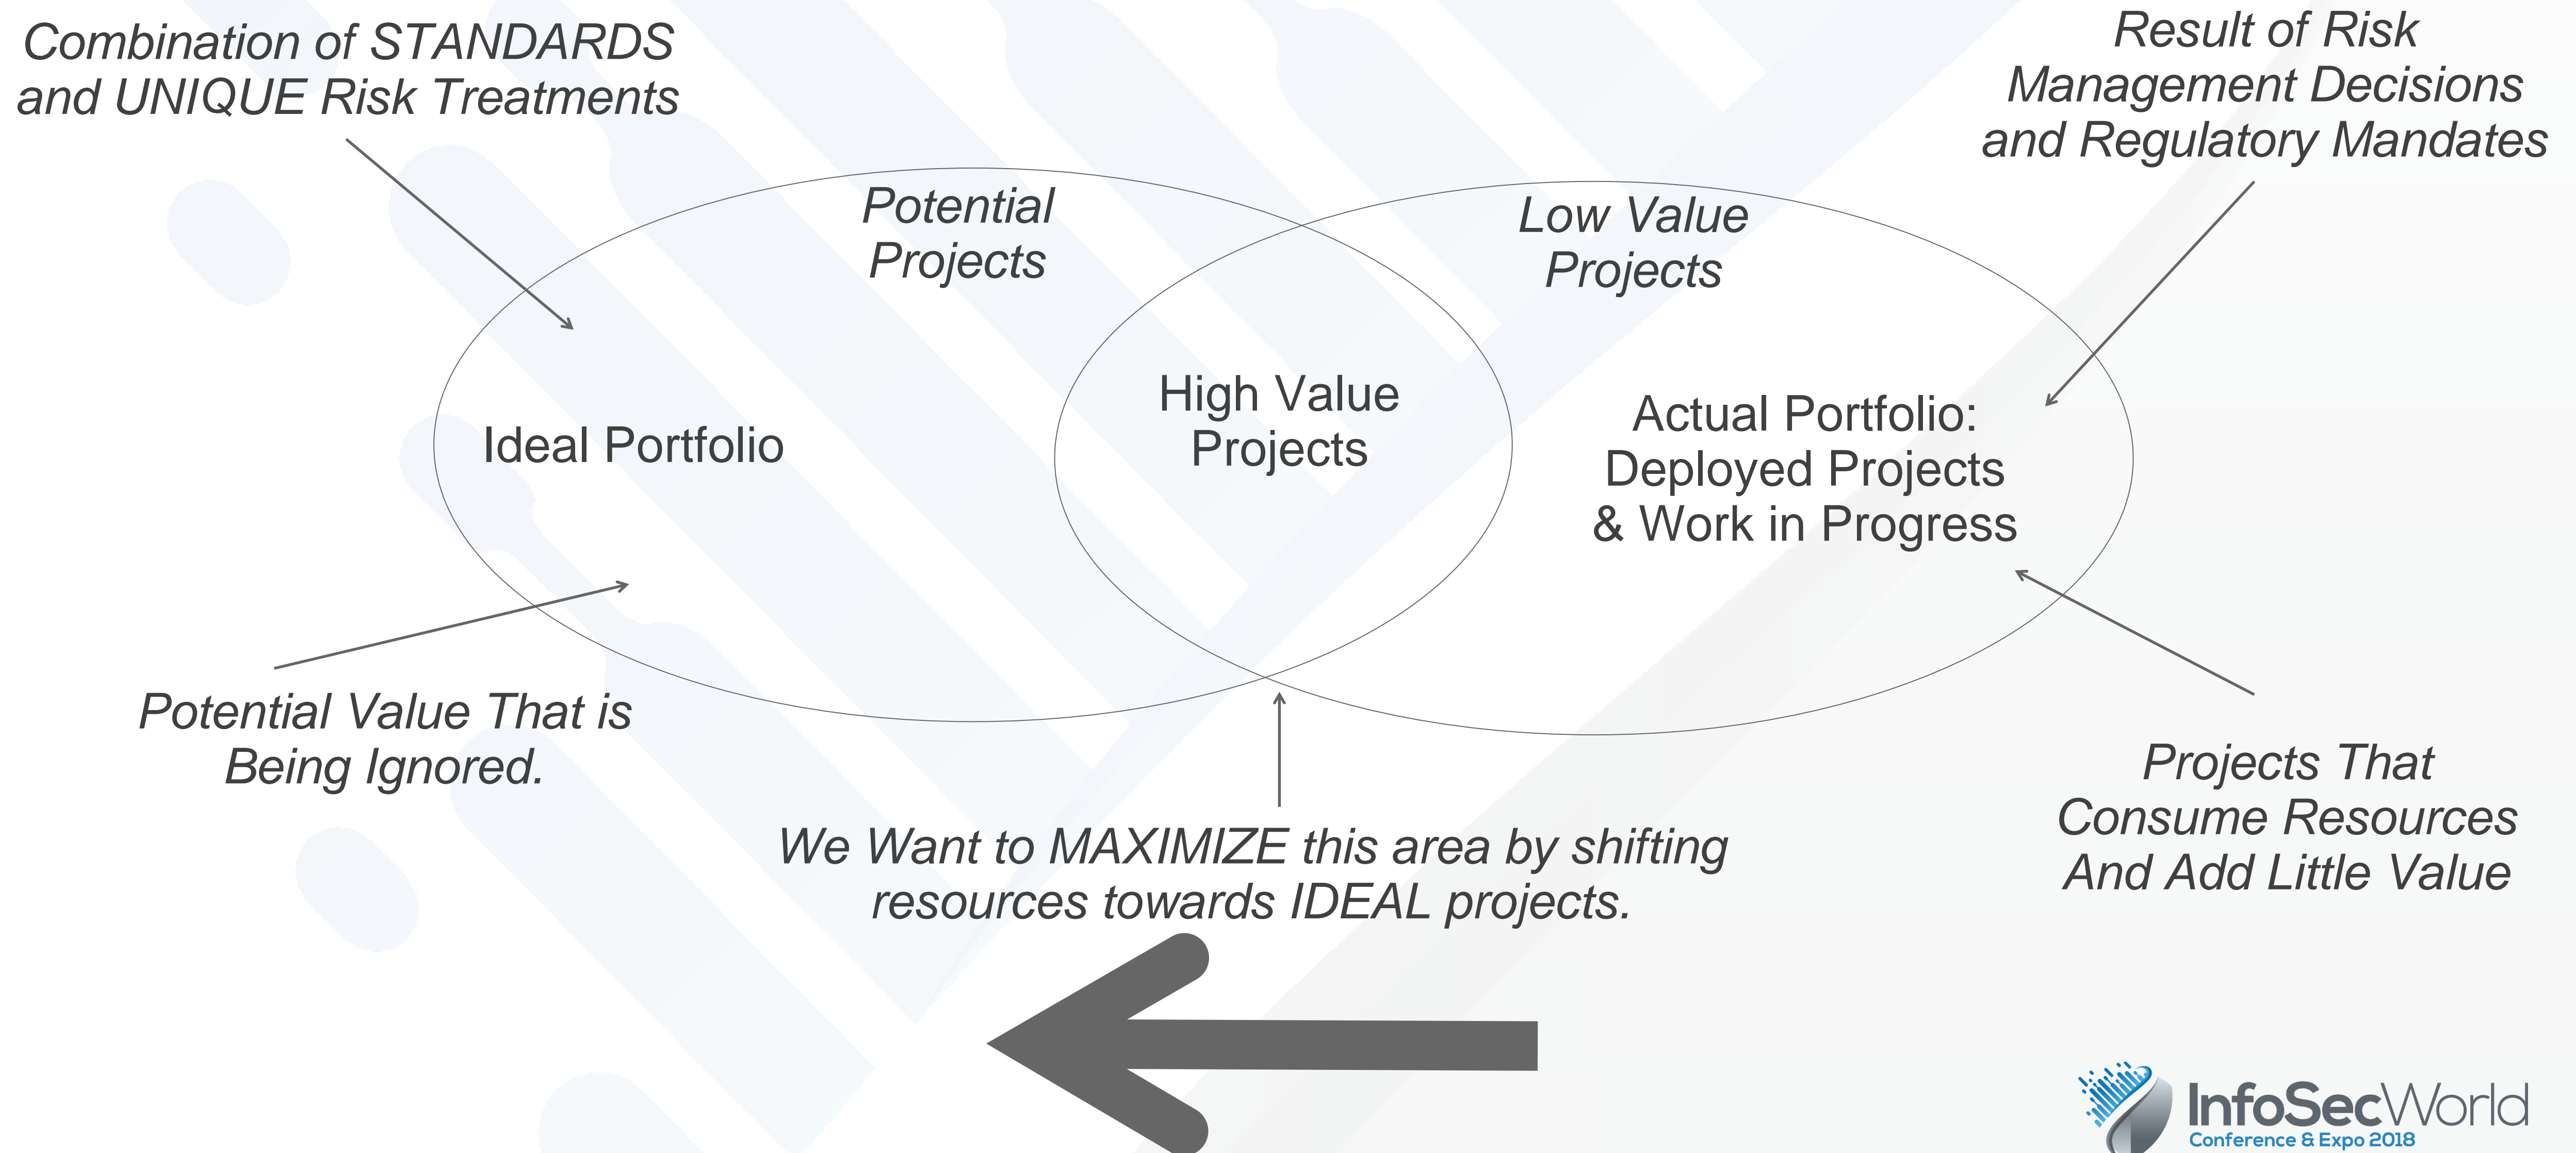 Combination of STANDARDS
and UNIQUE Risk Treatments
Result of Risk
Management Decisions
and Regulatory Mandates
Potential
Projects
Low Value
Projects
Ideal Portfolio
High Value
Projects
Actual Portfolio:
Deployed Projects
& Work in Progress
Potential Value That is
Being Ignored.
We Want to MAXIMIZE this area by shifting
resources towards IDEAL projects.
Projects That
Consume Resources
And Add Little Value
InfoSecWorld
Conference & Expo 2018